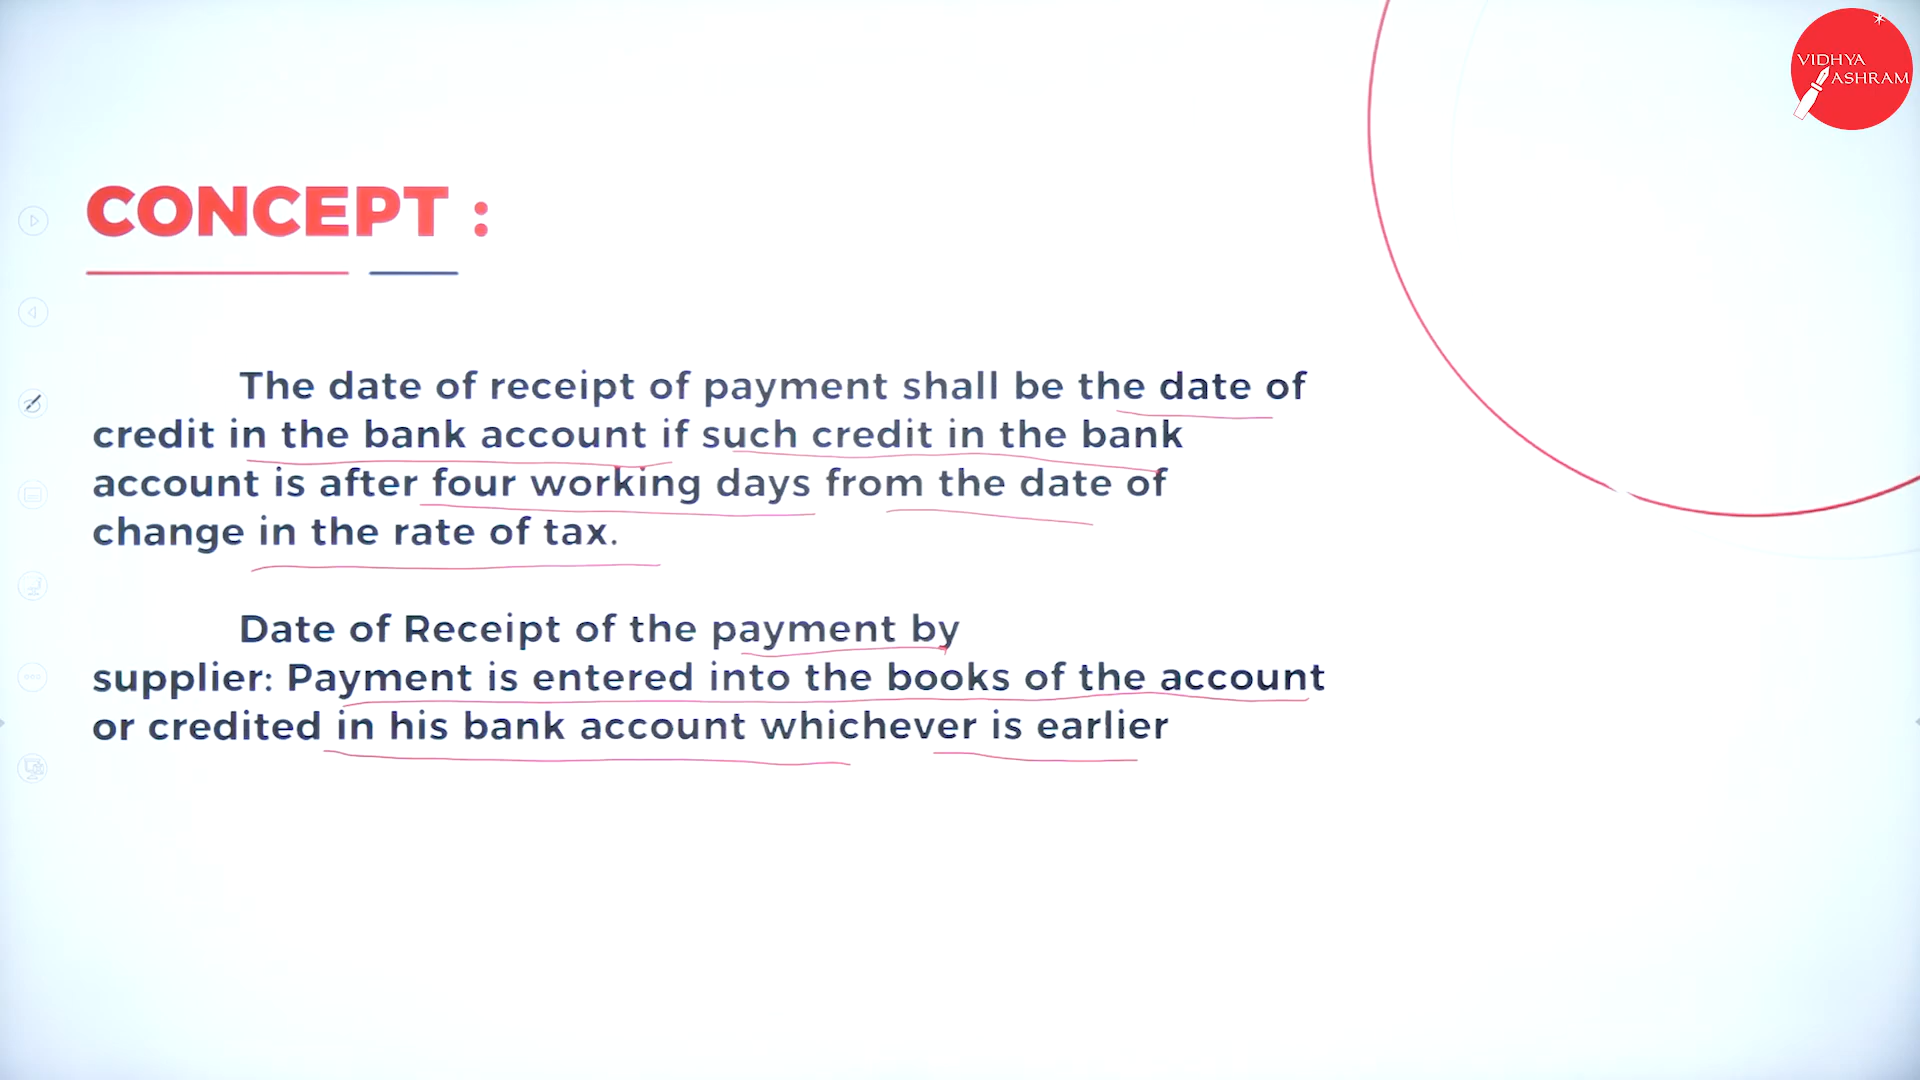 VIDHYA
ASHRAM
CONCEPT :
The date of receipt of payment shall be the date of
credit in the bank account if such credit in the bank
account is after four working days from the date of
change in the rate of tax.
Date of Receipt of the payment by
supplier: Payment is entered into the books of the account
or credited in his bank account whichever is earlier